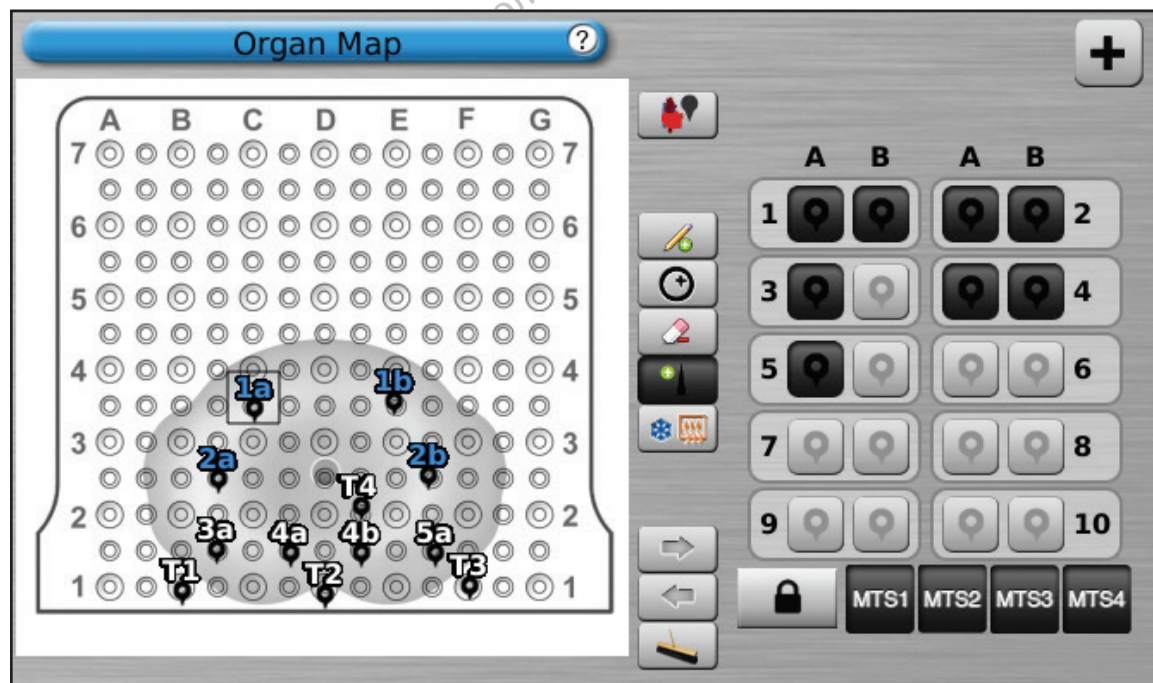 Organ Map ?
A B C D E F G
7 7
6 6
5 5
4 4
1a 1b
3 3
2a 2b
T4
2 2
3a 4a 4b 5a
T1 T2 T3
1 1
A B A B
1 2
3 4
5 6
7 8
9 10
MTS1 MTS2 MTS3 MTS4